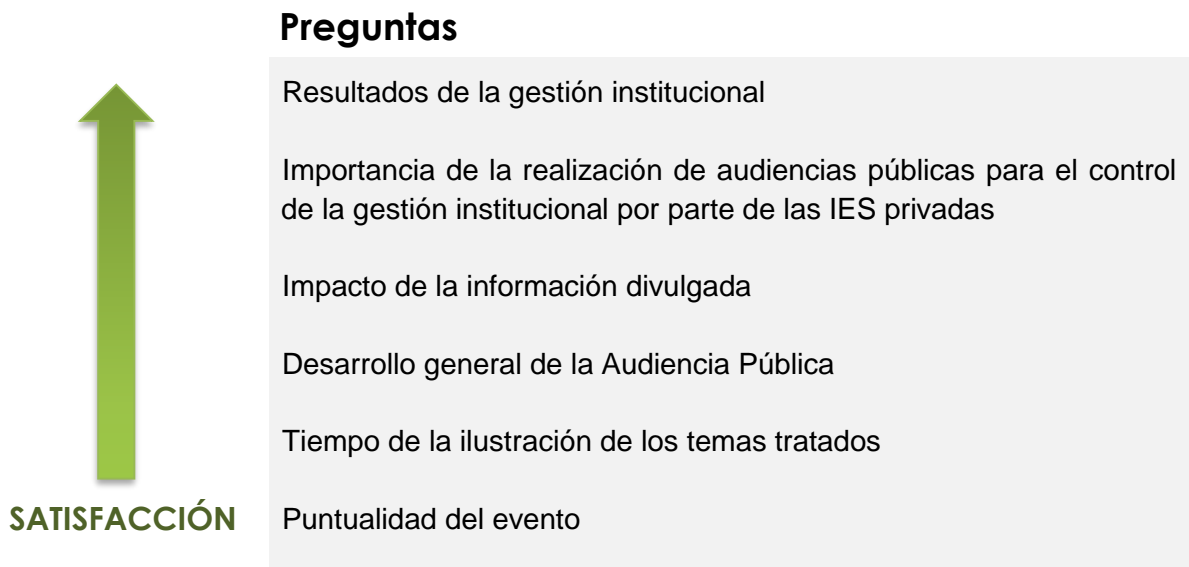 Preguntas
Resultados de la gestión institucional
Importancia de la realización de audiencias públicas para el control
de la gestión institucional por parte de las IES privadas
Impacto de la información divulgada
Desarrollo general de la Audiencia Pública
Tiempo de la ilustración de los temas tratados
SATISFACCIÓN
Puntualidad del evento